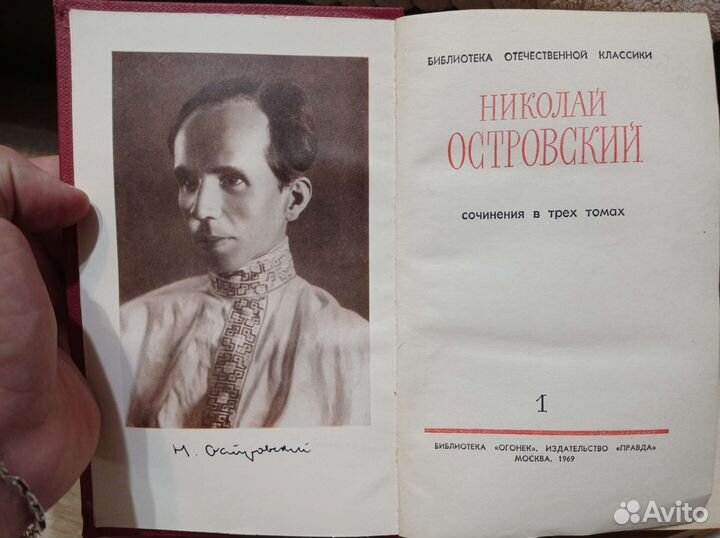 Н. Островский
БИБЛИОТЕКА ОТЕЧЕСТВЕННОЙ КЛАССИКИ
НИКОЛАЙ
ОСТРОВСКИЙ
СОЧИНЕНИЯ В ТРЕХ ТОМАХ
1
БИБЛИОТЕКА «ОГОНЕК». ИЗДАТЕЛЬСТВО «ПРАВДА»
МОСКВА. 1969
Avito